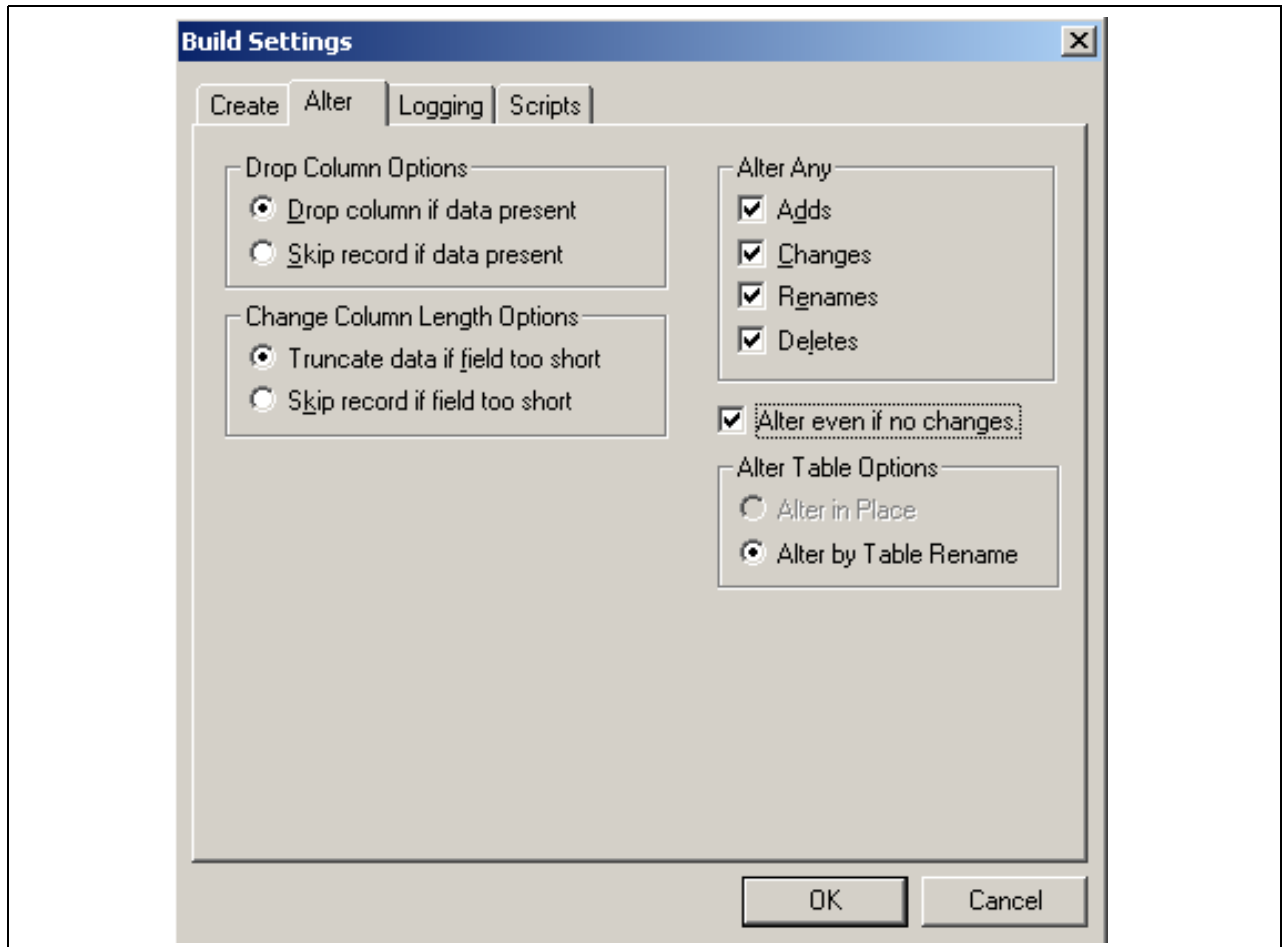 Build Settings
Create Alter Logging Scripts
Drop Column Options
Drop column if data present
Skip record if data present
Change Column Length Options
Truncate data if field too short
Skip record if field too short
Alter Any
Adds
Changes
Renames
Deletes
Alter even if no changes.
Alter Table Options
Alter in Place
Alter by Table Rename
OK Cancel